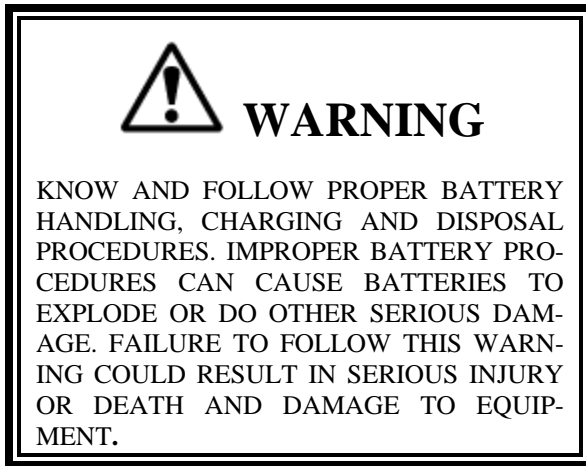 WARNING
KNOW AND FOLLOW PROPER BATTERY
HANDLING, CHARGING AND DISPOSAL
PROCEDURES. IMPROPER BATTERY PRO-
CEDURES CAN CAUSE BATTERIES TO
EXPLODE OR DO OTHER SERIOUS DAM-
AGE. FAILURE TO FOLLOW THIS WARN-
ING COULD RESULT IN SERIOUS INJURY
OR DEATH AND DAMAGE TO EQUIP-
MENT.